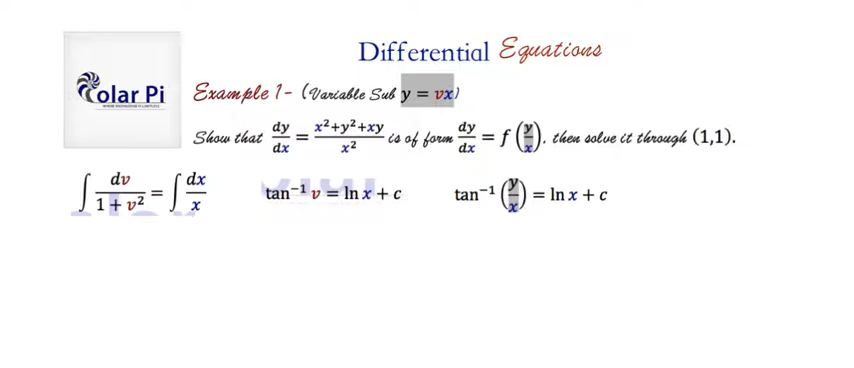 Differential Equations
Colar Pi
Example 1- (Variable Sub y = vx)
Show that dy/dx = (x²+y²+xy)/x² is of form dy/dx = f(y/x). then solve it through (1,1).
∫ dv/(1 + v²) = ∫ dx/x    tan⁻¹ v = ln x + c    tan⁻¹(y/x) = ln x + c